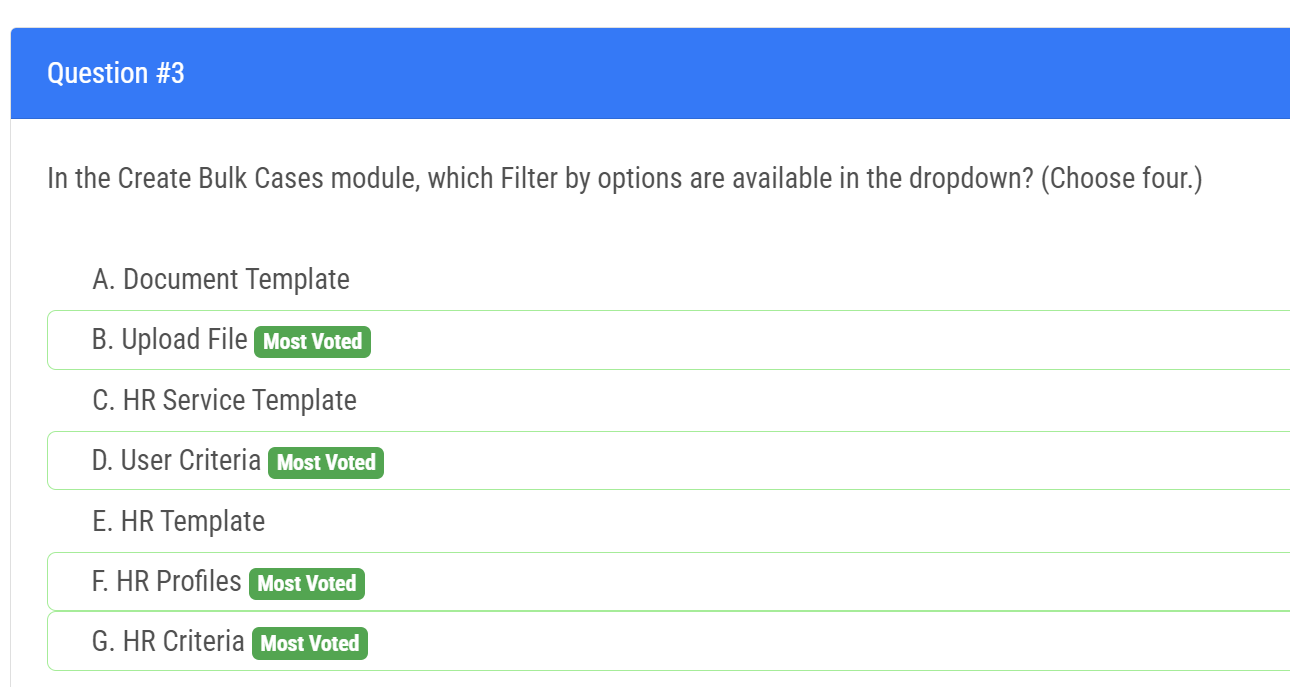 Question #3
In the Create Bulk Cases module, which Filter by options are available in the dropdown? (Choose four.)
A. Document Template
B. Upload File Most Voted
C. HR Service Template
D. User Criteria Most Voted
E. HR Template
F. HR Profiles Most Voted
G. HR Criteria Most Voted